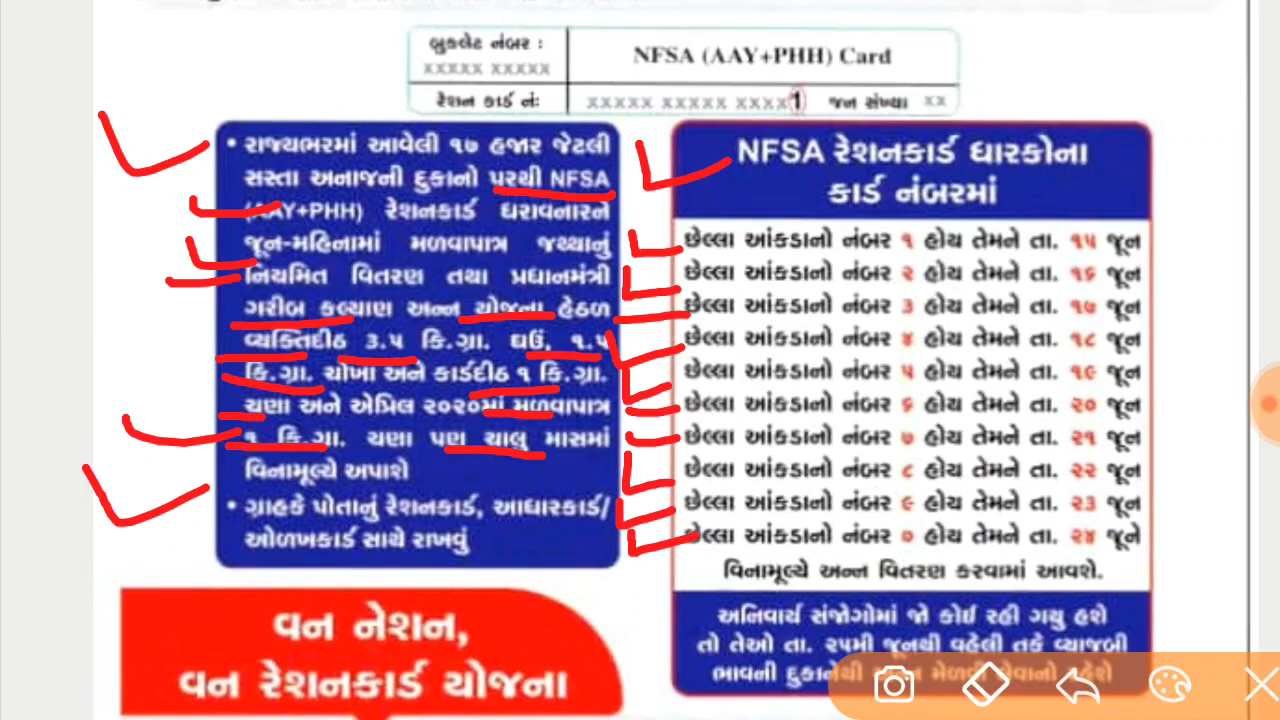 બુકલેટ નંબર :
XXXXX XXXXX
NFSA (AAY+PHH) Card
રેશન કાર્ડ નં:
XXXXX XXXXX XXXX1 જન સંખ્યા XX
• રાજ્યભરમાં આવેલી ૧૭ હજાર જેટલી
સસ્તા અનાજની દુકાનો પરથી NFSA
(AAY+PHH) રેશનકાર્ડ ધરાવનારને
જૂન-મહિનામાં મળવાપાત્ર જથ્થાનું
નિયમિત વિતરણ તથા પ્રધાનમંત્રી
ગરીબ કલ્યાણ અન્ન યોજના હેઠળ
વ્યક્તિદીઠ ૩.૫ કિ.ગ્રા. ઘઉં, ૧.૫
કિ.ગ્રા. ચોખા અને કાર્ડદીઠ ૧ કિ.ગ્રા.
ચણા અને એપ્રિલ ૨૦૨૦માં મળવાપાત્ર
૧ કિ.ગ્રા. ચણા પણ ચાલુ માસમાં
વિનામૂલ્યે અપાશે
• ગ્રાહકે પોતાનું રેશનકાર્ડ, આધારકાર્ડ/
ઓળખકાર્ડ સાથે રાખવું
NFSA રેશનકાર્ડ ધારકોના
કાર્ડ નંબરમાં
છેલ્લા આંકડાનો નંબર ૧ હોય તેમને તા. ૧૫ જૂન
છેલ્લા આંકડાનો નંબર ૨ હોય તેમને તા. ૧૬ જૂન
છેલ્લા આંકડાનો નંબર ૩ હોય તેમને તા. ૧૭ જૂન
છેલ્લા આંકડાનો નંબર ૪ હોય તેમને તા. ૧૮ જૂન
છેલ્લા આંકડાનો નંબર ૫ હોય તેમને તા. ૧૯ જૂન
છેલ્લા આંકડાનો નંબર ૬ હોય તેમને તા. ૨૦ જૂન
છેલ્લા આંકડાનો નંબર ૭ હોય તેમને તા. ૨૧ જૂન
છેલ્લા આંકડાનો નંબર ૮ હોય તેમને તા. ૨૨ જૂન
છેલ્લા આંકડાનો નંબર ૯ હોય તેમને તા. ૨૩ જૂન
છેલ્લા આંકડાનો નંબર ૦ હોય તેમને તા. ૨૪ જૂને
વિનામૂલ્યે અન્ન વિતરણ કરવામાં આવશે.
અનિવાર્ય સંજોગોમાં જો કોઈ રહી ગયુ હશે
તો તેઓ તા. ૨૫મી જૂનથી વહેલી તકે વ્યાજબી
ભાવની દુકાનેથી
વન નેશન,
વન રેશનકાર્ડ યોજના